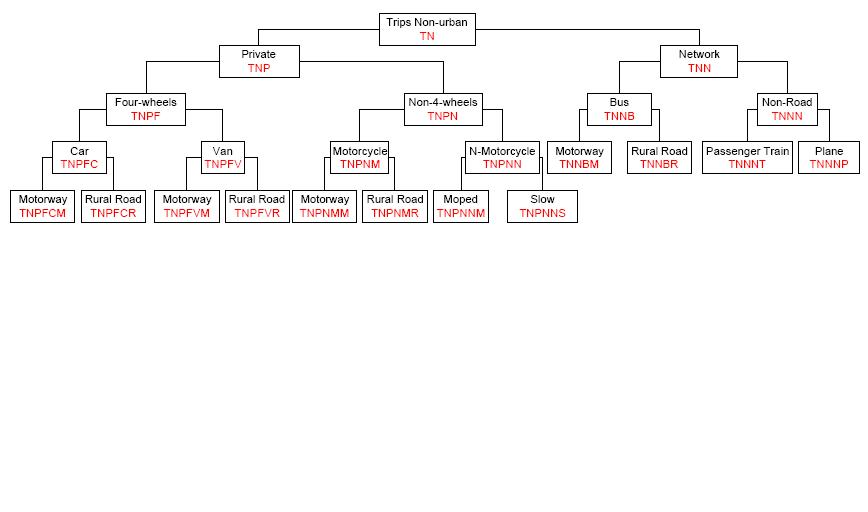 Trips Non-urban
TN
Private
TNP
Network
TNN
Four-wheels
TNPF
Non-4-wheels
TNPN
Bus
TNNB
Non-Road
TNNN
Car
TNPFC
Van
TNPFV
Motorcycle
TNPNM
N-Motorcycle
TNPNN
Motorway
TNNBM
Rural Road
TNNBR
Passenger Train
TNNNT
Plane
TNNNP
Motorway
TNPFCM
Rural Road
TNPFCR
Motorway
TNPFVM
Rural Road
TNPFVR
Motorway
TNPNMM
Rural Road
TNPNMR
Moped
TNPNNM
Slow
TNPNNS